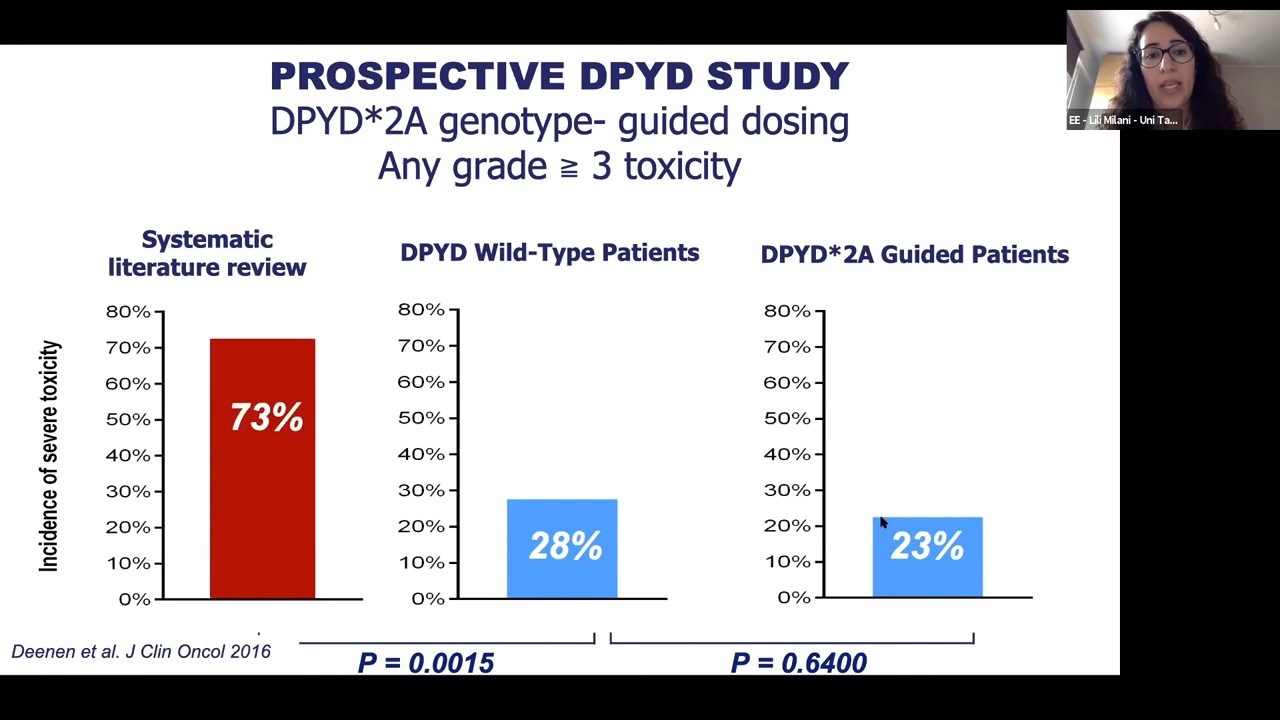 EE - Lili Milani - Uni Ta...
PROSPECTIVE DPYD STUDY
DPYD*2A genotype- guided dosing
Any grade ≧ 3 toxicity
Systematic
literature review
DPYD Wild-Type Patients
DPYD*2A Guided Patients
Incidence of severe toxicity
80%
70%
60%
50%
40%
30%
20%
10%
0%
73%
80%
70%
60%
50%
40%
30%
20%
10%
0%
28%
80%
70%
60%
50%
40%
30%
20%
10%
0%
23%
Deenen et al. J Clin Oncol 2016
P = 0.0015
P = 0.6400